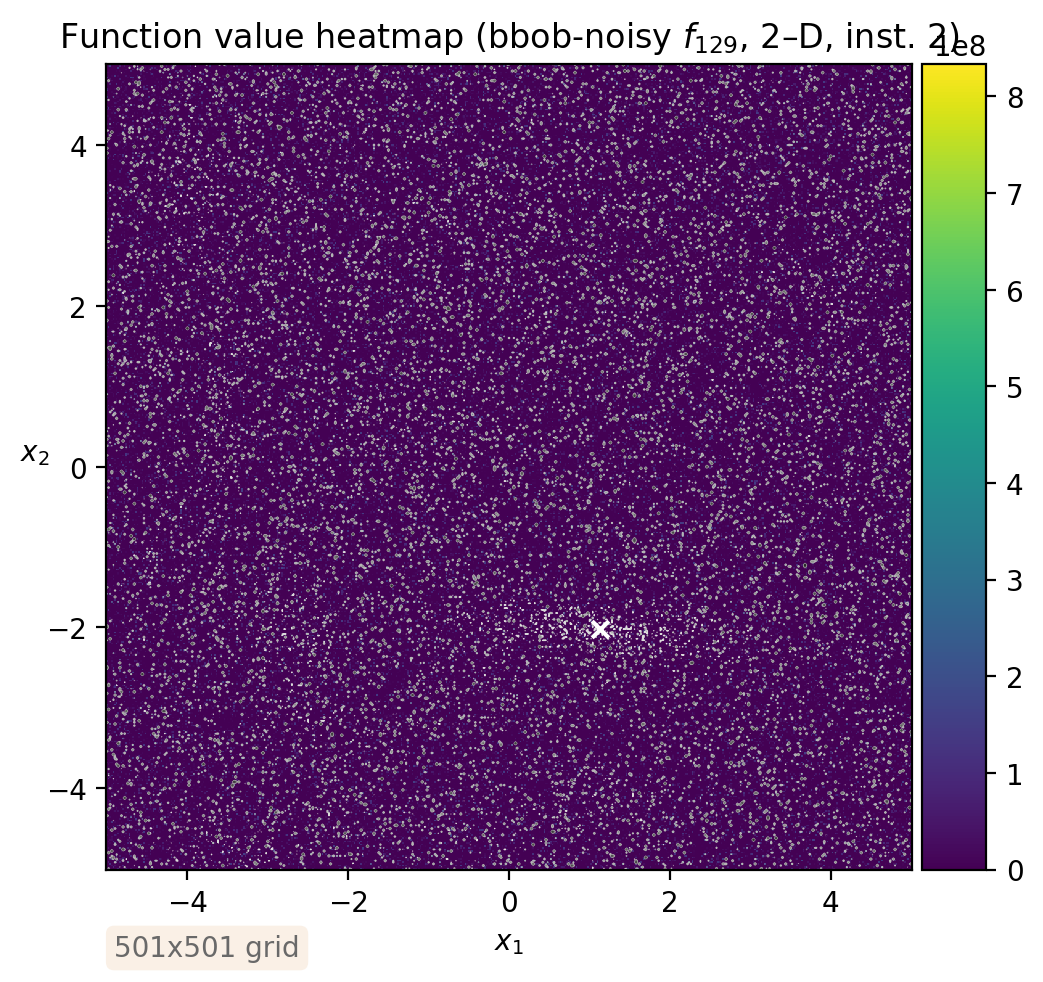 Function value heatmap (bbob-noisy f₁₂₉, 2–D, inst. 2)
1e8
8
7
6
5
4
3
2
1
0
4
2
0
−2
−4
x₂
−4 −2 0 2 4
x₁
501x501 grid